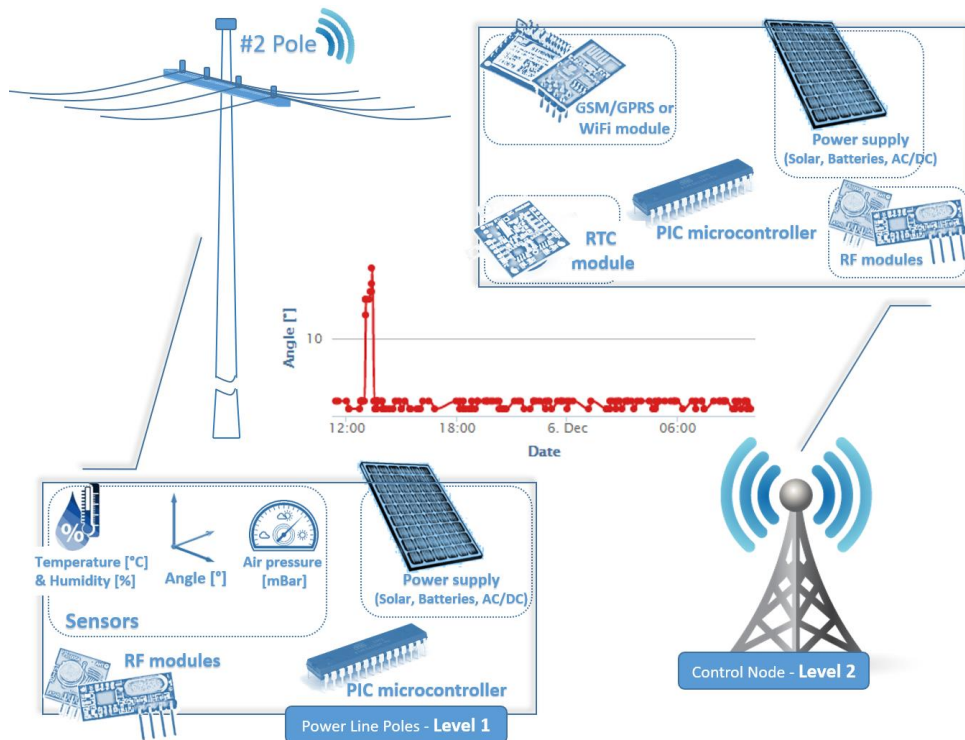 #2 Pole
GSM/GPRS or
WiFi module
Power supply
(Solar, Batteries, AC/DC)
RTC
module
PIC microcontroller
RF modules
Angle [°]
10
12:00
18:00
6. Dec
06:00
Date
%
Temperature [°C]
& Humidity [%]
Angle [°]
Air pressure
[mBar]
Sensors
Power supply
(Solar, Batteries, AC/DC)
RF modules
PIC microcontroller
Power Line Poles - Level 1
Control Node - Level 2